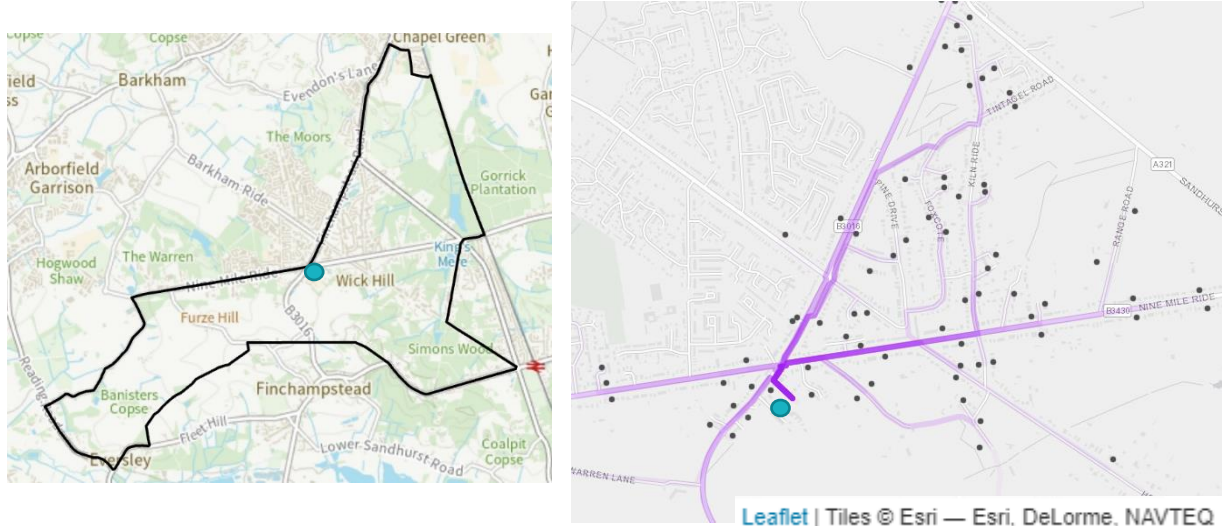 Copse
Copse
Chapel Green
Barkham
Evendon's Lane
The Moors
Barkham Ride
Arborfield
Garrison
Gorrick
Plantation
Hogwood
Shaw
The Warren
Nine Mile Ride
King's
Mere
Wick Hill
Furze Hill
B3016
Simons Wood
Reading
Banisters
Copse
Finchampstead
Fleet Hill
Eversley
Lower Sandhurst Road
Coalpit
Copse
TINTAGEL ROAD
A321
SANDHURS
KILN RIDE
PINE DRIVE
FOXCOTE
RANGE ROAD
B3016
B3430
NINE MILE RIDE
WARREN LANE
Leaflet | Tiles © Esri — Esri, DeLorme, NAVTEQ